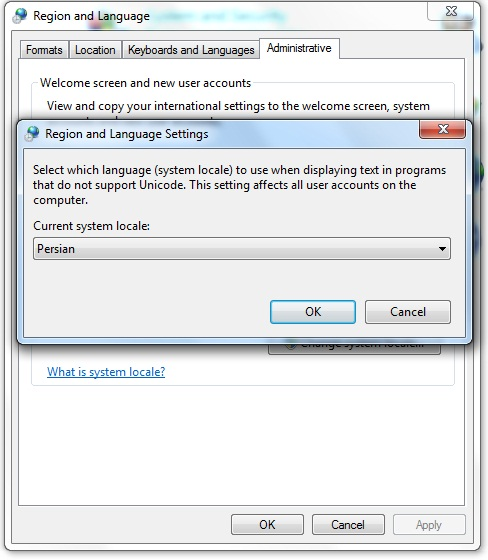 Region and Language
Formats
Location
Keyboards and Languages
Administrative
Welcome screen and new user accounts
View and copy your international settings to the welcome screen, system
Region and Language Settings
Select which language (system locale) to use when displaying text in programs
that do not support Unicode. This setting affects all user accounts on the
computer.
Current system locale:
Persian
OK
Cancel
Change system locale...
What is system locale?
OK
Cancel
Apply